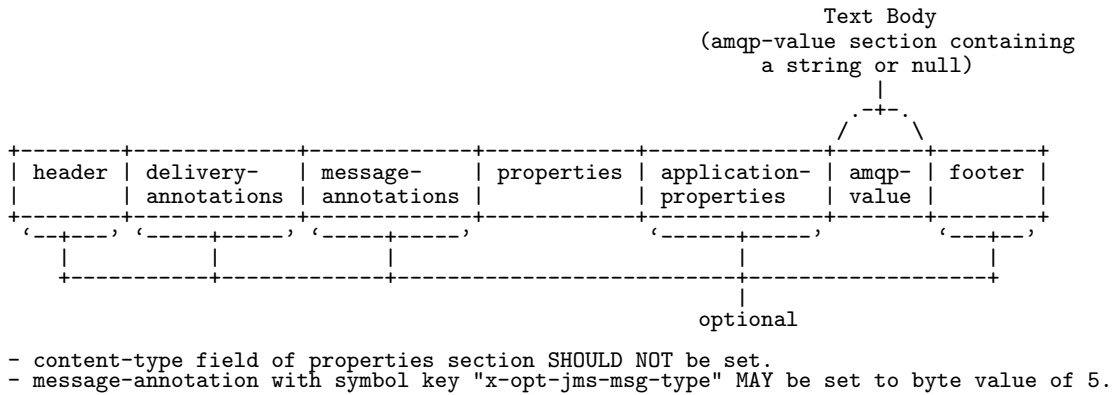 Text Body
(amqp-value section containing
a string or null)
|
.-+-.
/     \
+--------+-------------+-------------+------------+--------------+-------+--------+
| header | delivery-   | message-    | properties | application- | amqp- | footer |
|        | annotations | annotations |            | properties   | value |        |
+--------+-------------+-------------+------------+--------------+-------+--------+
‘--+---’ ‘-----+-----’ ‘-----+-----’              ‘------+-----’         ‘---+--’
|           |             |                          |                   |
+-----------+-------------+--------------------------+-------------------+
|
optional
- content-type field of properties section SHOULD NOT be set.
- message-annotation with symbol key "x-opt-jms-msg-type" MAY be set to byte value of 5.